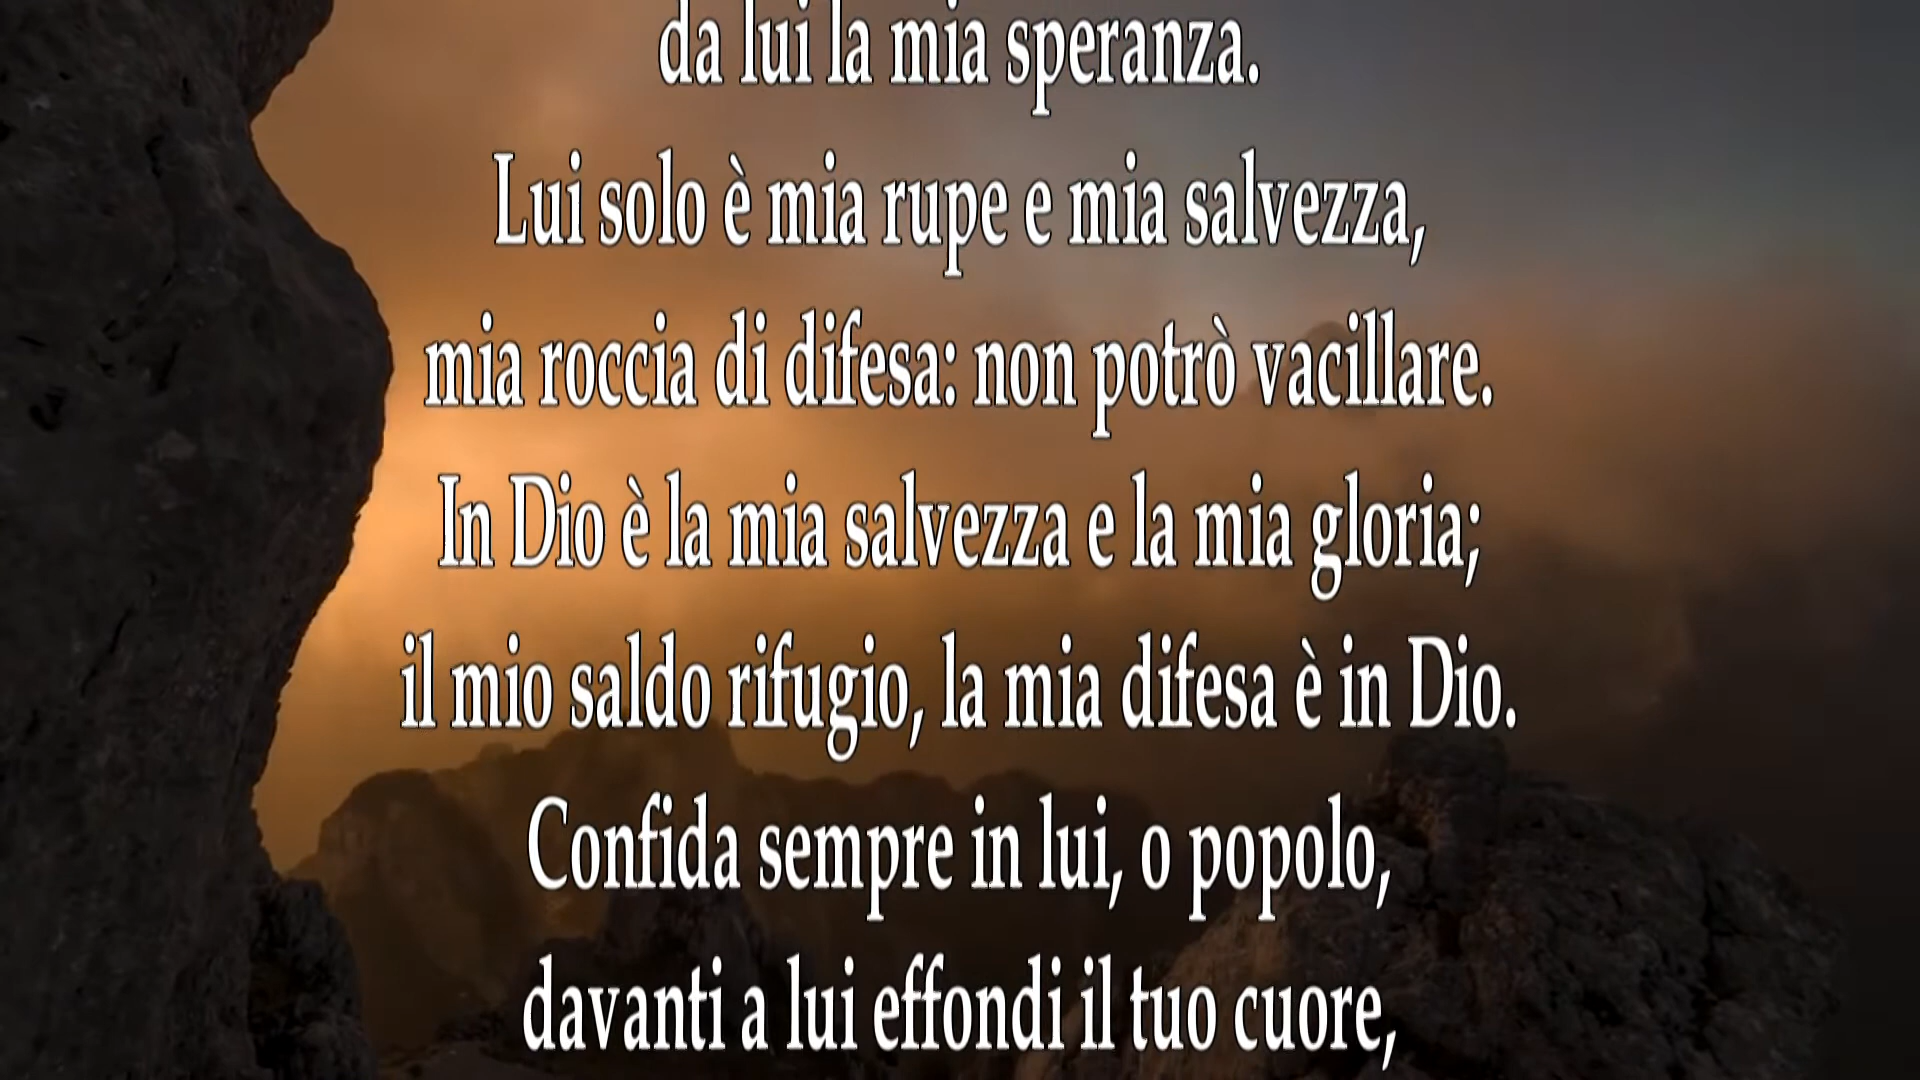 da lui la mia speranza.
Lui solo è mia rupe e mia salvezza,
mia roccia di difesa: non potrò vacillare.
In Dio è la mia salvezza e la mia gloria;
il mio saldo rifugio, la mia difesa è in Dio.
Confida sempre in lui, o popolo,
davanti a lui effondi il tuo cuore,